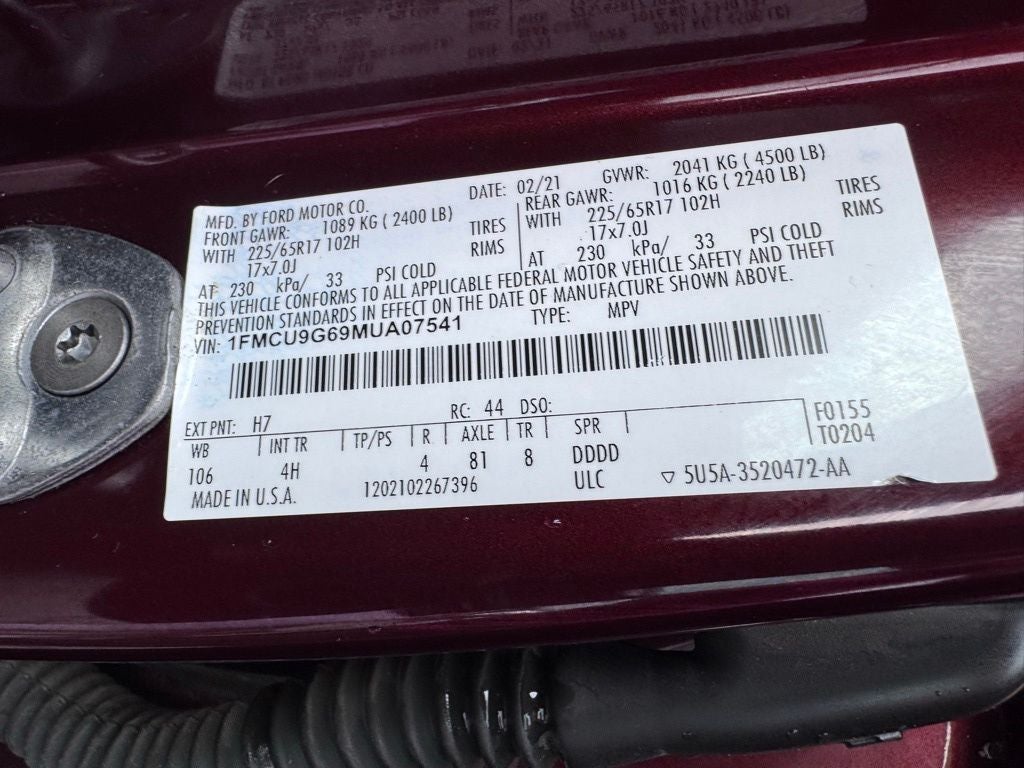 MFD. BY FORD MOTOR CO. DATE: 02/21 GVWR: 2041 KG ( 4500 LB)
FRONT GAWR: 1089 KG ( 2400 LB) REAR GAWR: 1016 KG ( 2240 LB)
WITH 225/65R17 102H TIRES WITH 225/65R17 102H TIRES
17x7.0J RIMS 17x7.0J RIMS
AT 230 kPa/ 33 PSI COLD AT 230 kPa/ 33 PSI COLD
THIS VEHICLE CONFORMS TO ALL APPLICABLE FEDERAL MOTOR VEHICLE SAFETY AND THEFT
PREVENTION STANDARDS IN EFFECT ON THE DATE OF MANUFACTURE SHOWN ABOVE.
VIN: 1FMCU9G69MUA07541 TYPE: MPV
EXT PNT: H7 RC: 44 DSO: F0155
WB INT TR TP/PS R AXLE TR SPR T0204
106 4H 4 81 8 DDDD
MADE IN U.S.A. 1202102267396 ULC ▽ 5U5A-3520472-AA